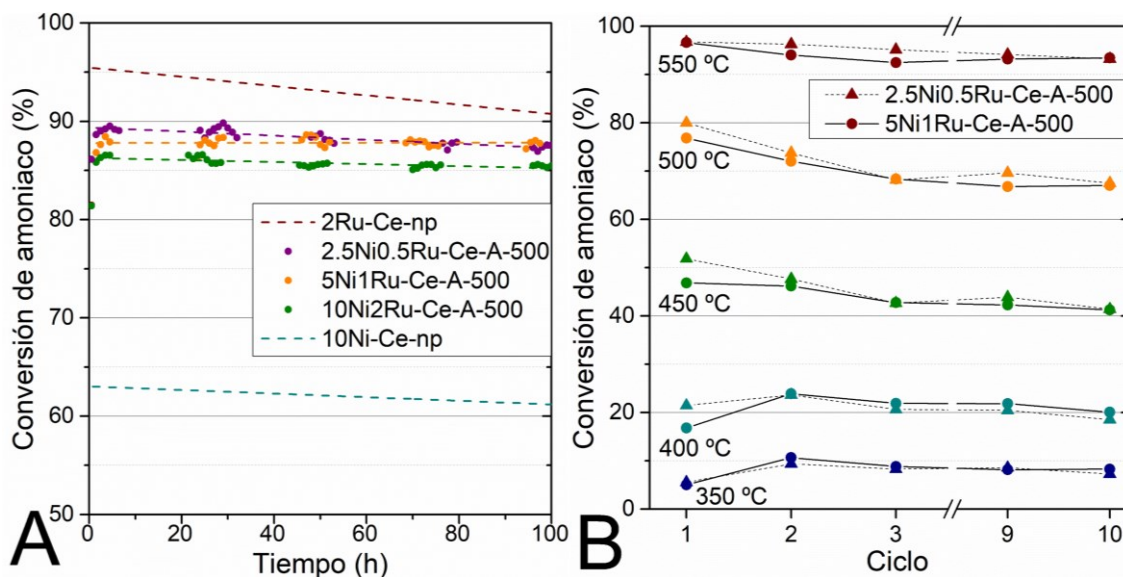 A
Conversión de amoniaco (%)
100
90
80
70
60
50
0
20
40
60
80
100
Tiempo (h)
2Ru-Ce-np
2.5Ni0.5Ru-Ce-A-500
5Ni1Ru-Ce-A-500
10Ni2Ru-Ce-A-500
10Ni-Ce-np
B
Conversión de amoniaco (%)
100
80
60
40
20
0
1
2
3
9
10
Ciclo
550 ºC
500 ºC
450 ºC
400 ºC
350 ºC
2.5Ni0.5Ru-Ce-A-500
5Ni1Ru-Ce-A-500